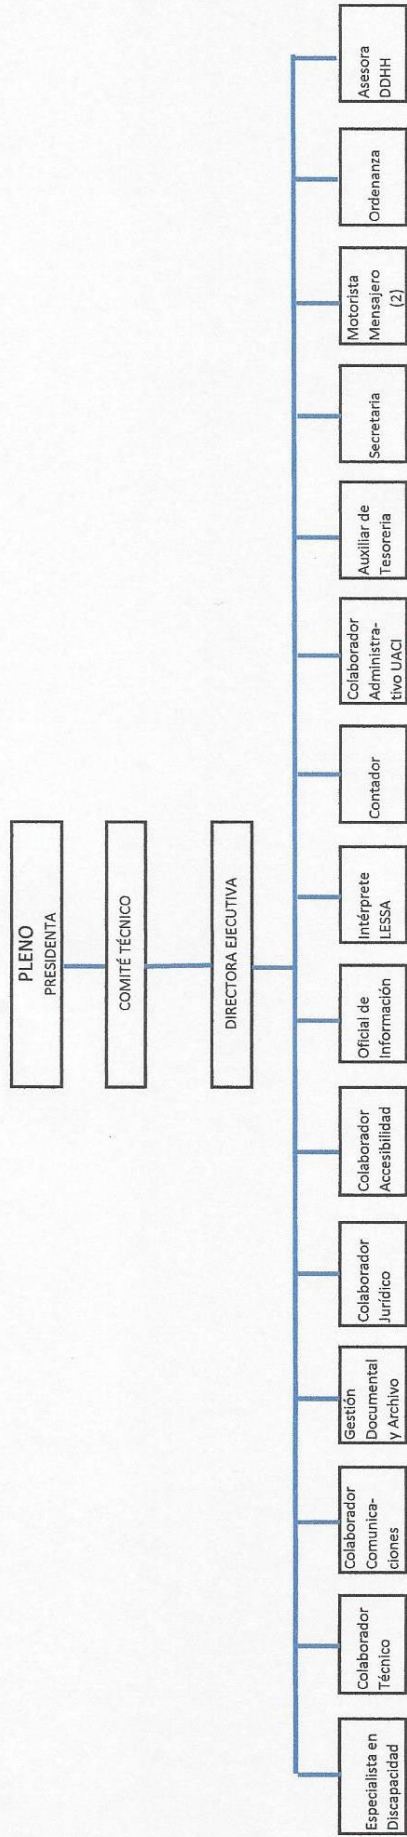 PLENO
PRESIDENTA
COMITÉ TÉCNICO
DIRECTORA EJECUTIVA
Especialista en
Discapacidad
Colaborador
Técnico
Colaborador
Comunica-
ciones
Gestión
Documental
y Archivo
Colaborador
Jurídico
Colaborador
Accesibilidad
Oficial de
Información
Intérprete
LESSA
Contador
Colaborador
Administra-
tivo UACI
Auxiliar de
Tesoreria
Secretaria
Motorista
Mensajero
(2)
Ordenanza
Asesora
DDHH